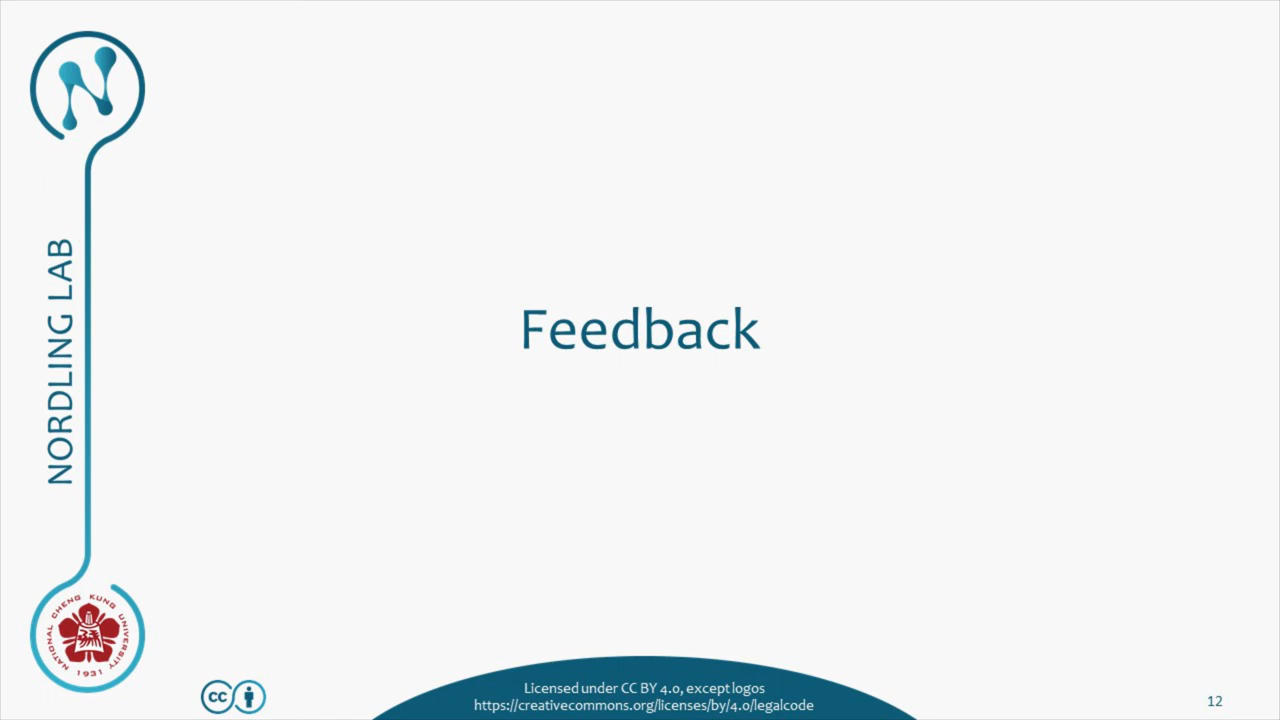 NORDLING LAB
Feedback
NATIONAL CHENG KUNG UNIVERSITY
1931
cc
Licensed under CC BY 4.0, except logos
https://creativecommons.org/licenses/by/4.0/legalcode
12